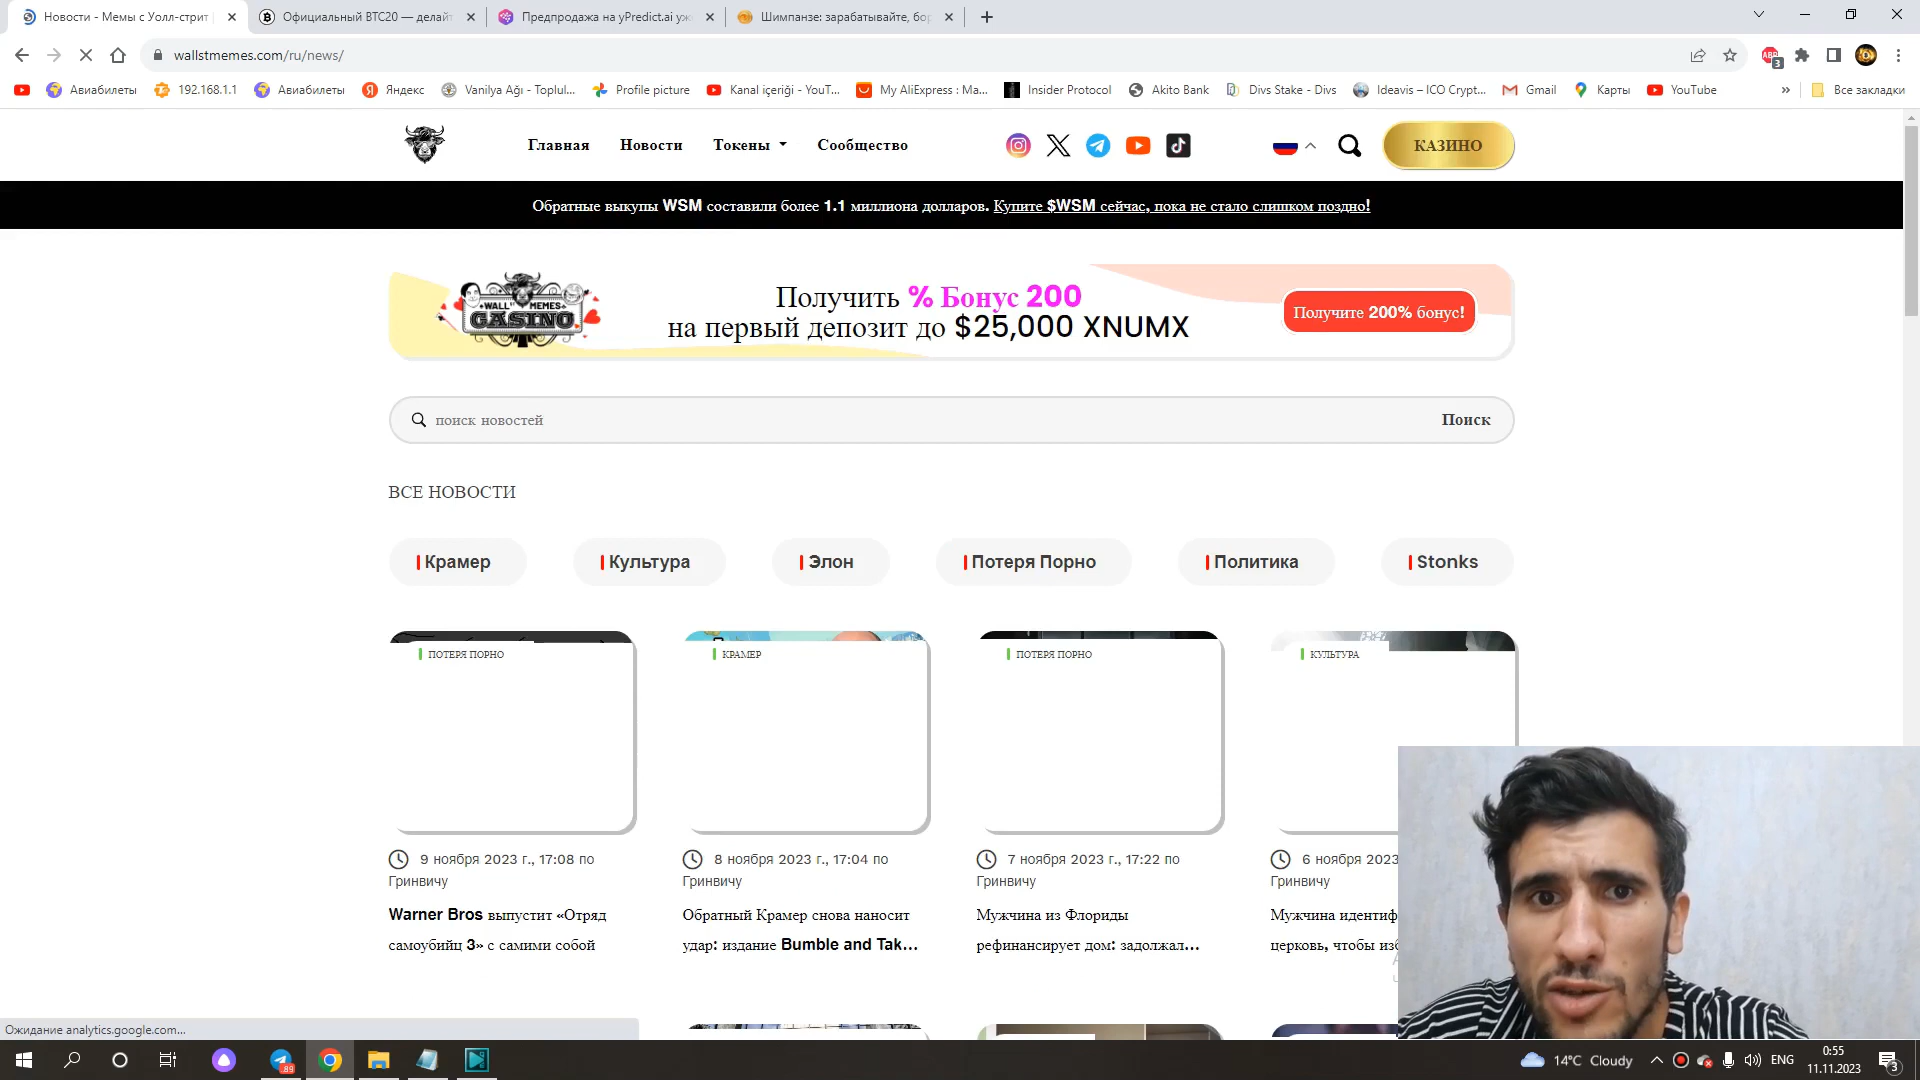 Новости - Мемы с Уолл-стрит
Официальный BTC20 — делайт
Предпродажа на yPredict.ai уж
Шимпанзе: зарабатывайте, бор
wallstmemes.com/ru/news/
Авиабилеты
192.168.1.1
Авиабилеты
Яндекс
Vanilya Ağı - Toplul...
Profile picture
Kanal içeriği - YouT...
My AliExpress : Ma...
Insider Protocol
Akito Bank
Divs Stake - Divs
Ideavis – ICO Crypt...
Gmail
Карты
YouTube
»
Все закладки
Главная
Новости
Токены
Сообщество
КАЗИНО
Обратные выкупы WSM составили более 1.1 миллиона долларов. Купите $WSM сейчас, пока не стало слишком поздно!
WALL ST MEMES
CASINO
Получить % Бонус 200
на первый депозит до $25,000 XNUMX
Получите 200% бонус!
поиск новостей
Поиск
ВСЕ НОВОСТИ
Крамер
Культура
Элон
Потеря Порно
Политика
Stonks
ПОТЕРЯ ПОРНО
КРАМЕР
ПОТЕРЯ ПОРНО
КУЛЬТУРА
9 ноября 2023 г., 17:08 по
Гринвичу
8 ноября 2023 г., 17:04 по
Гринвичу
7 ноября 2023 г., 17:22 по
Гринвичу
6 ноября 2023
Гринвичу
Warner Bros выпустит «Отряд
самоубийц 3» с самими собой
Обратный Крамер снова наносит
удар: издание Bumble and Tak...
Мужчина из Флориды
рефинансирует дом: задолжал...
Мужчина идентиф
церковь, чтобы изб
Ожидание analytics.google.com...
89
14°C Cloudy
ENG
0:55
11.11.2023
3